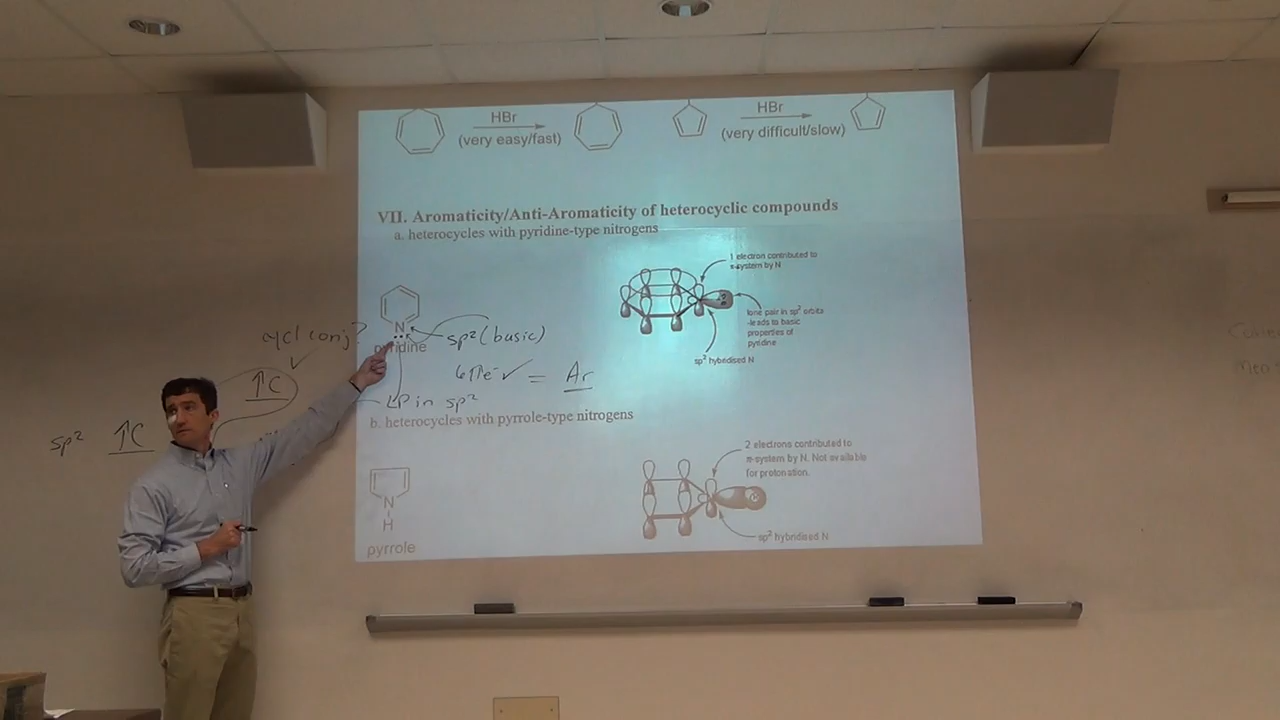 HBr
(very easy/fast)
HBr
(very difficult/slow)
VII. Aromaticity/Anti-Aromaticity of heterocyclic compounds
a. heterocycles with pyridine-type nitrogens
1 electron contributed to
π-system by N
N
pyridine
lone pair in sp² orbita
-leads to basic
properties of
pyridine
sp² hybridised N
cycl conj?
sp² (basic)
6πe⁻ ✓ = Ar
↑C
LP in sp²
sp² ↑C
b. heterocycles with pyrrole-type nitrogens
2 electrons contributed to
π-system by N. Not available
for protonation.
N
H
pyrrole
sp² hybridised N